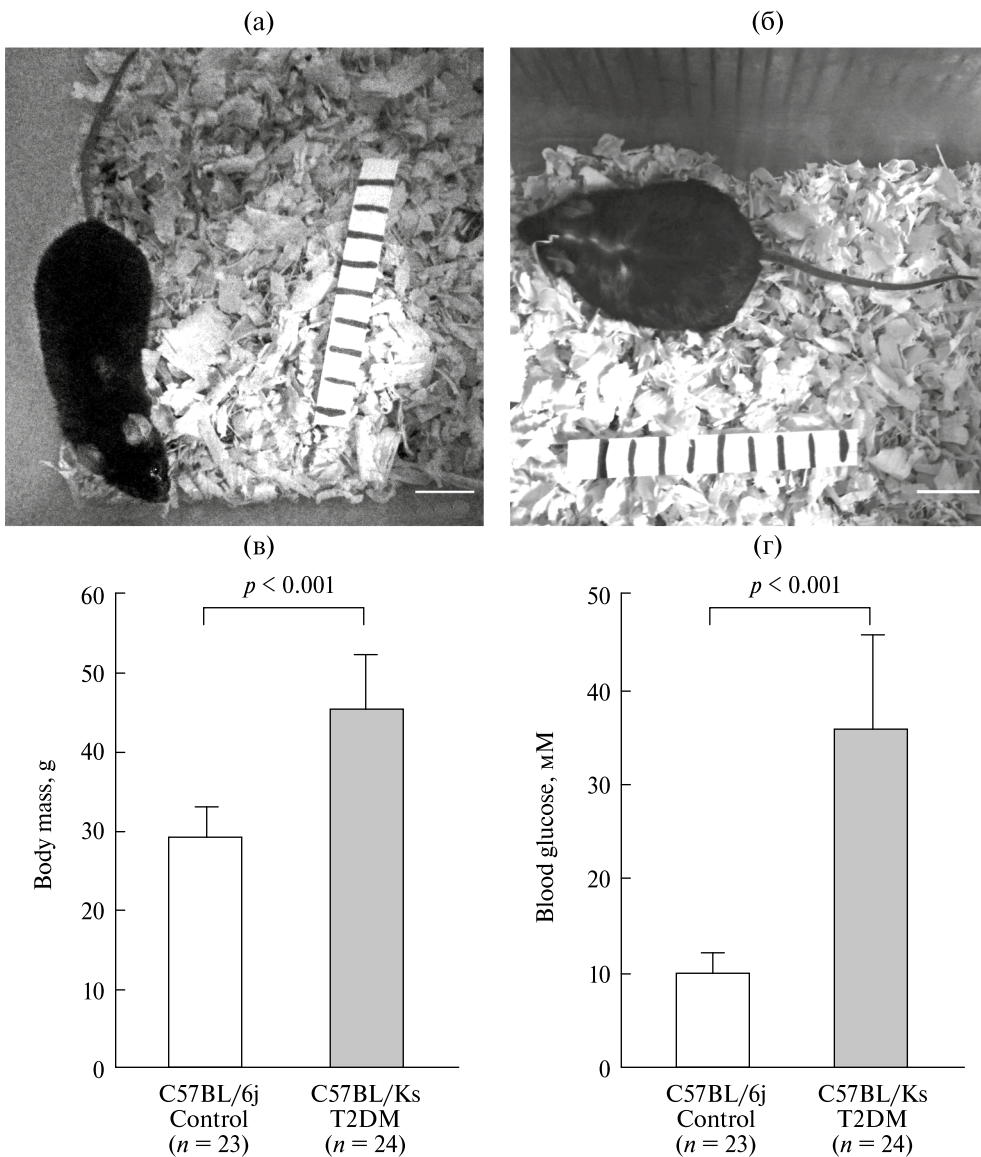 (а)
(б)
(в)
p < 0.001
60
50
40
30
20
10
0
Body mass, g
C57BL/6j
Control
(n = 23)
C57BL/Ks
T2DM
(n = 24)
(г)
p < 0.001
50
40
30
20
10
0
Blood glucose, мМ
C57BL/6j
Control
(n = 23)
C57BL/Ks
T2DM
(n = 24)